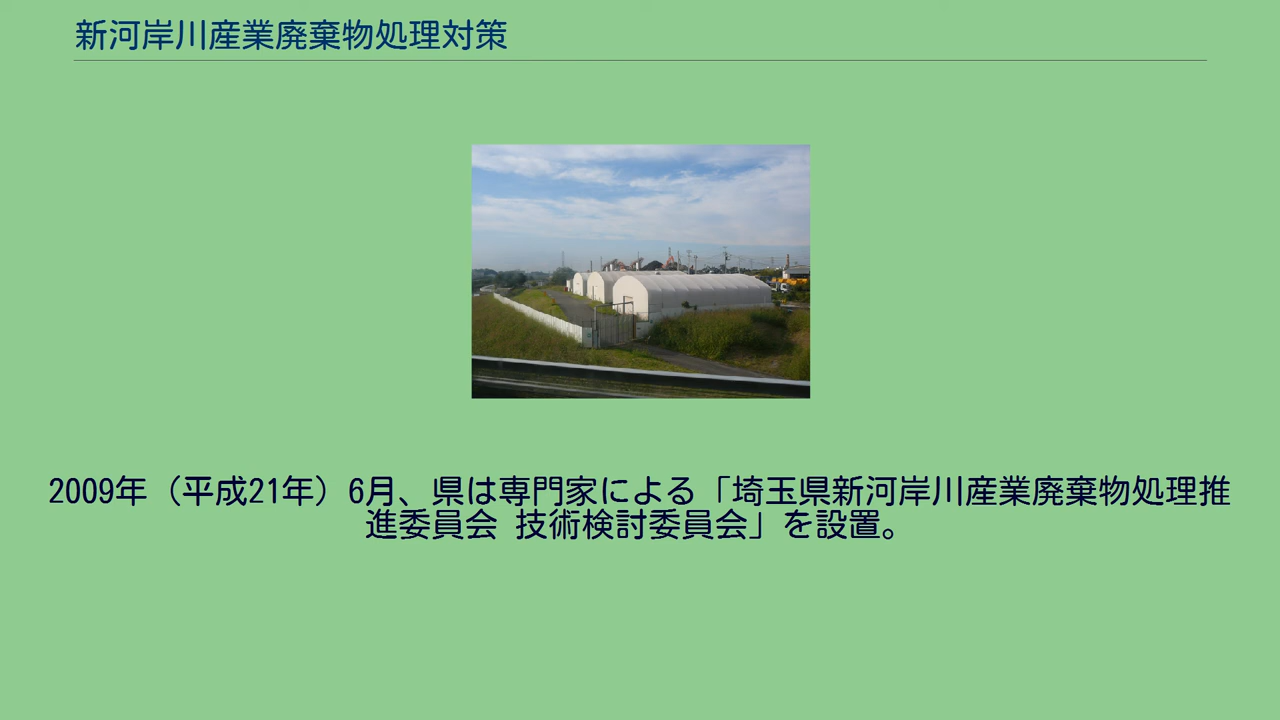 新河岸川産業廃棄物処理対策
2009年（平成21年）6月、県は専門家による「埼玉県新河岸川産業廃棄物処理推
進委員会 技術検討委員会」を設置。